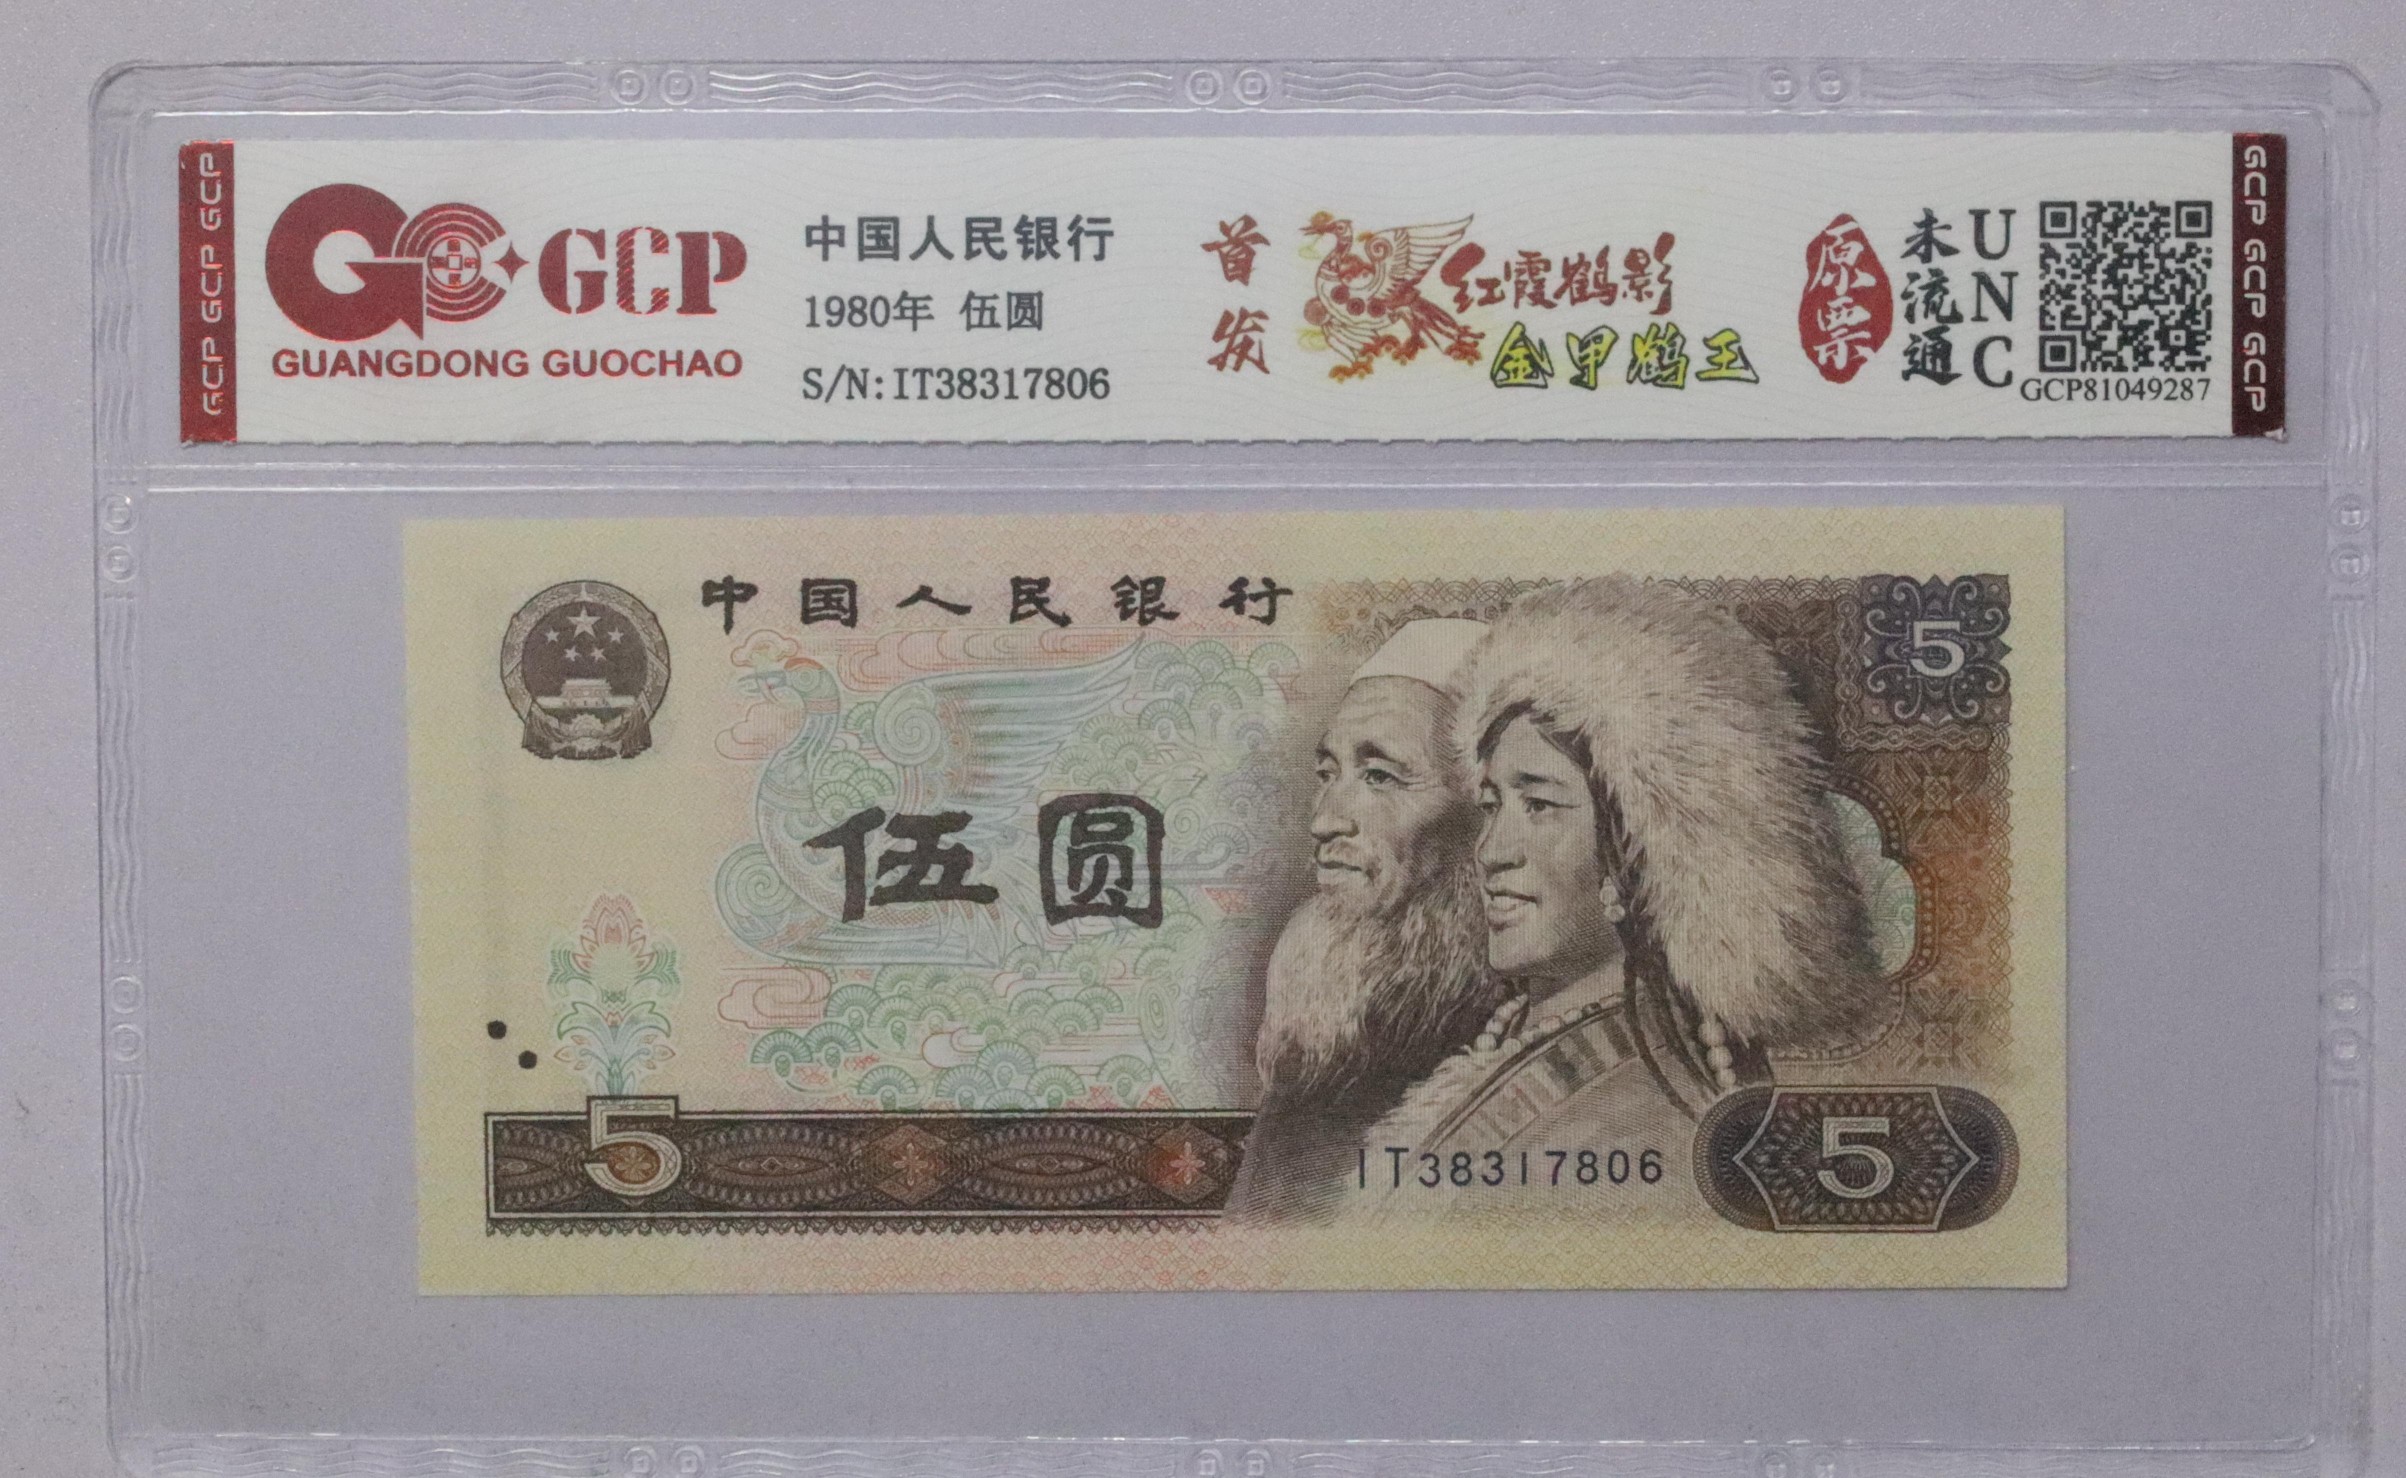 GCP GCP GCP
GCP
GUANGDONG GUOCHAO
中国人民银行
1980年 伍圆
S/N:IT38317806
首发
红霞鹤影
金甲鹤王
原票
未流通
UNC
GCP81049287
GCP GCP GCP
中国人民银行
5
伍圆
5
IT38317806
5